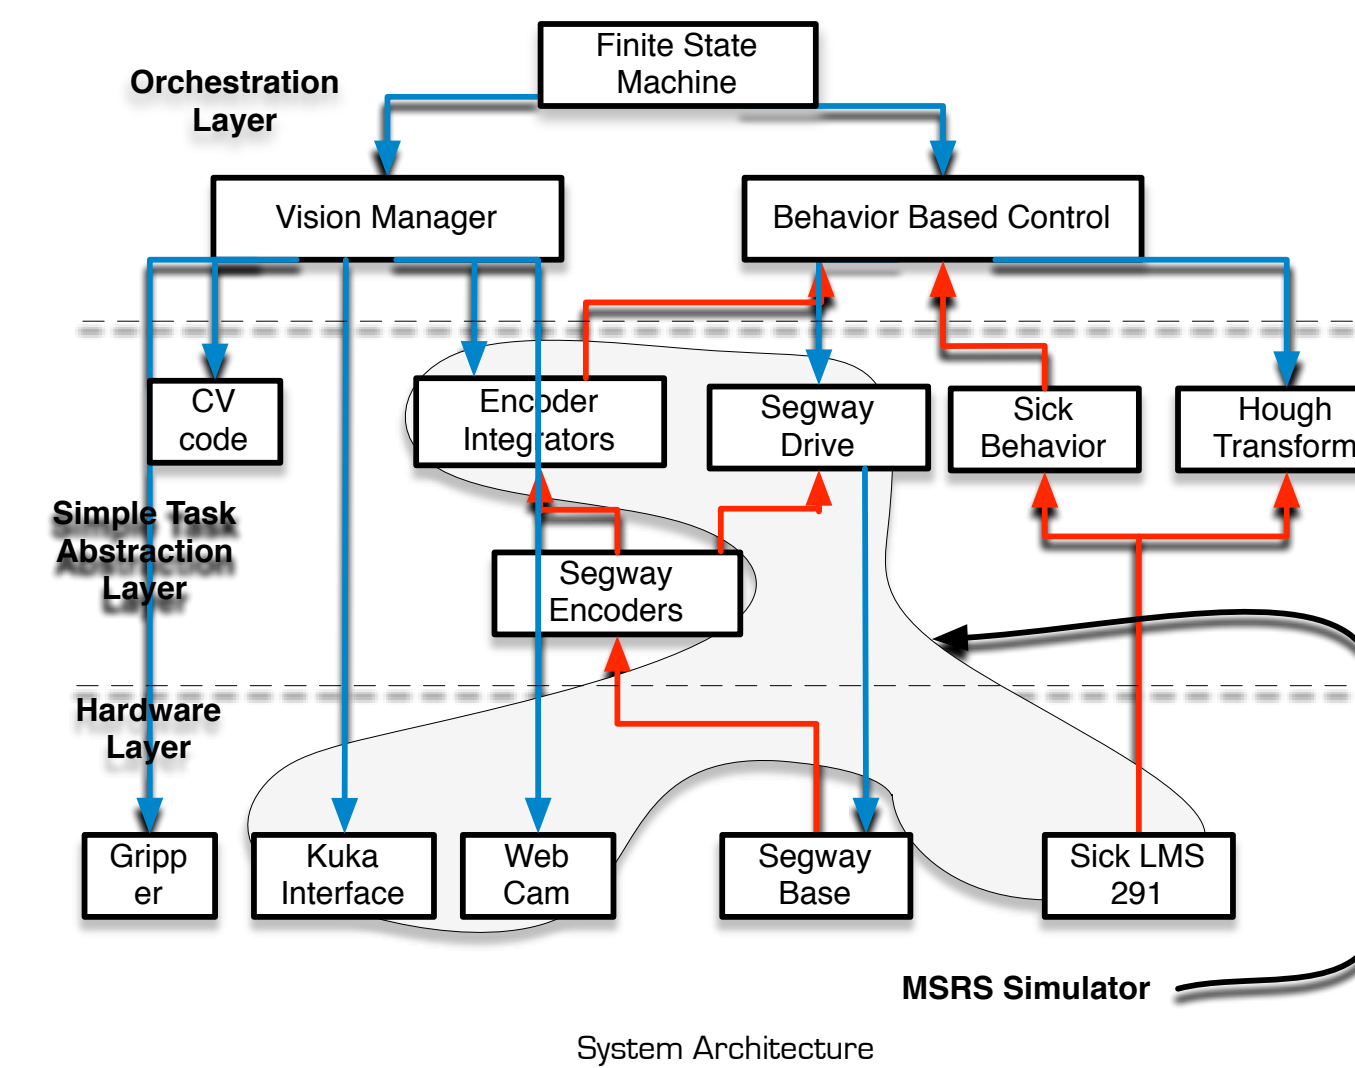 Finite State
Machine
Orchestration
Layer
Vision Manager
Behavior Based Control
CV
code
Encoder
Integrators
Segway
Drive
Sick
Behavior
Hough
Transform
Simple Task
Abstraction
Layer
Segway
Encoders
Hardware
Layer
Gripp
er
Kuka
Interface
Web
Cam
Segway
Base
Sick LMS
291
MSRS Simulator
System Architecture